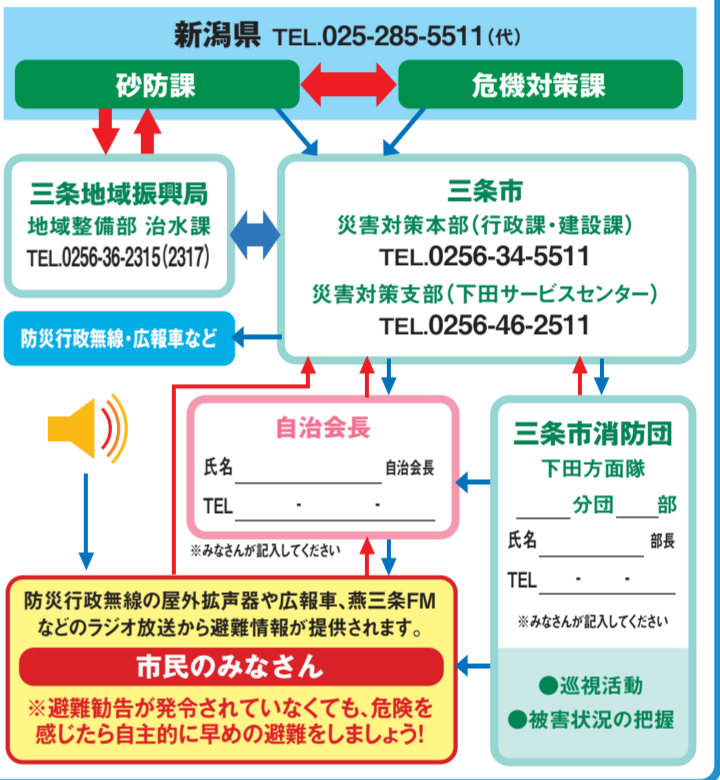 新潟県 TEL.025-285-5511(代)
砂防課
危機対策課
三条地域振興局
地域整備部 治水課
TEL.0256-36-2315(2317)
三条市
災害対策本部(行政課・建設課)
TEL.0256-34-5511
災害対策支部(下田サービスセンター)
TEL.0256-46-2511
防災行政無線・広報車など
自治会長
氏名 自治会長
TEL - -
※みなさんが記入してください
三条市消防団
下田方面隊
分団 部
氏名 部長
TEL - -
※みなさんが記入してください
●巡視活動
●被害状況の把握
防災行政無線の屋外拡声器や広報車、燕三条FM
などのラジオ放送から避難情報が提供されます。
市民のみなさん
※避難勧告が発令されていなくても、危険を
感じたら自主的に早めの避難をしましょう!